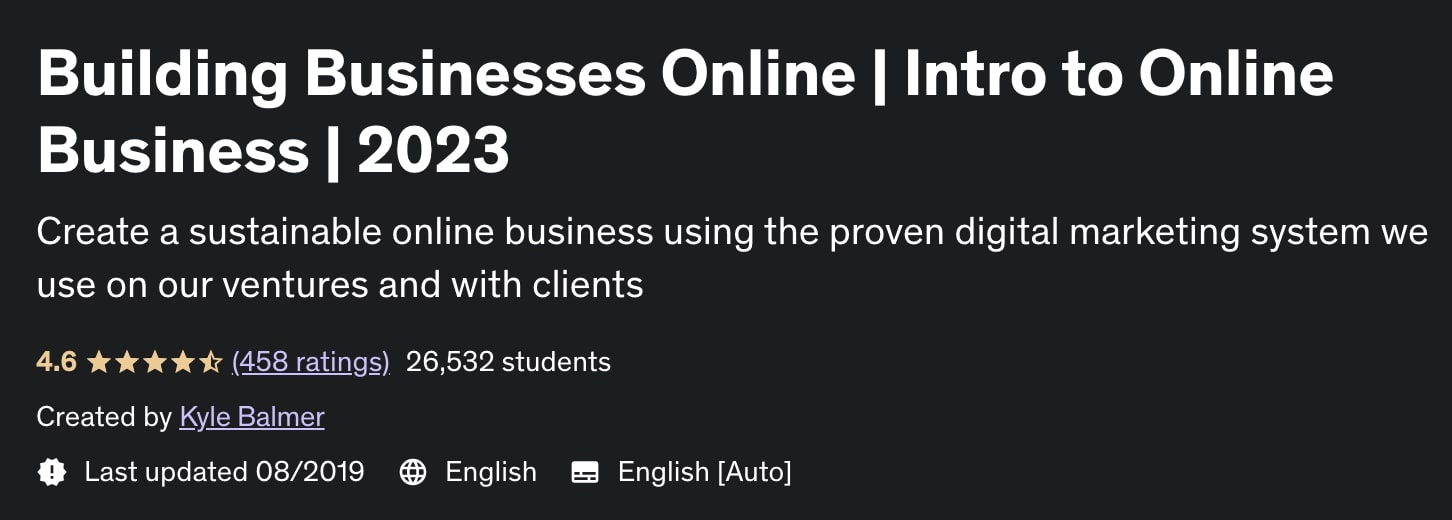 Building Businesses Online | Intro to Online
Business | 2023
Create a sustainable online business using the proven digital marketing system we
use on our ventures and with clients
4.6 (458 ratings) 26,532 students
Created by Kyle Balmer
Last updated 08/2019 English English [Auto]